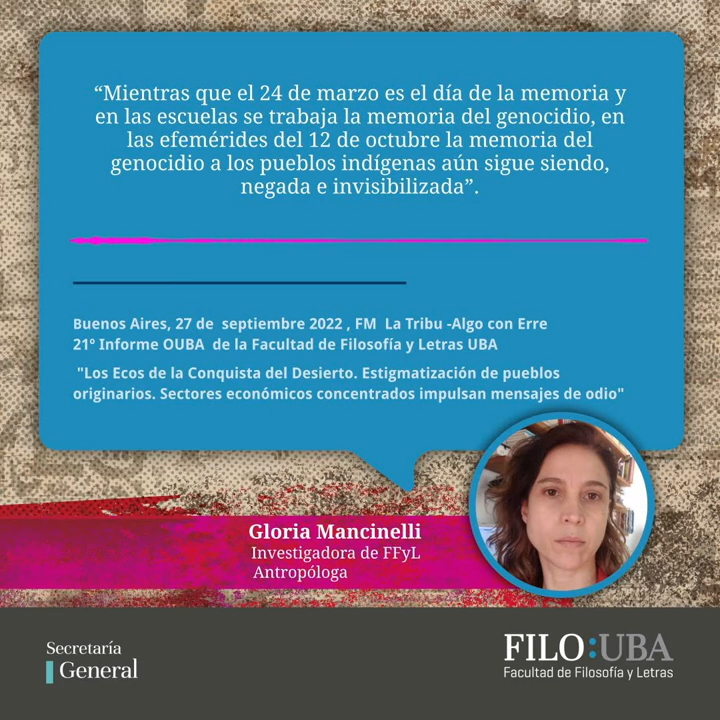 “Mientras que el 24 de marzo es el día de la memoria y
en las escuelas se trabaja la memoria del genocidio, en
las efemérides del 12 de octubre la memoria del
genocidio a los pueblos indígenas aún sigue siendo,
negada e invisibilizada”.
Buenos Aires, 27 de  septiembre 2022 , FM  La Tribu -Algo con Erre
21º Informe OUBA  de la Facultad de Filosofía y Letras UBA
"Los Ecos de la Conquista del Desierto. Estigmatización de pueblos
originarios. Sectores económicos concentrados impulsan mensajes de odio"
Gloria Mancinelli
Investigadora de FFyL
Antropóloga
Secretaría
General
FILO:UBA
Facultad de Filosofía y Letras